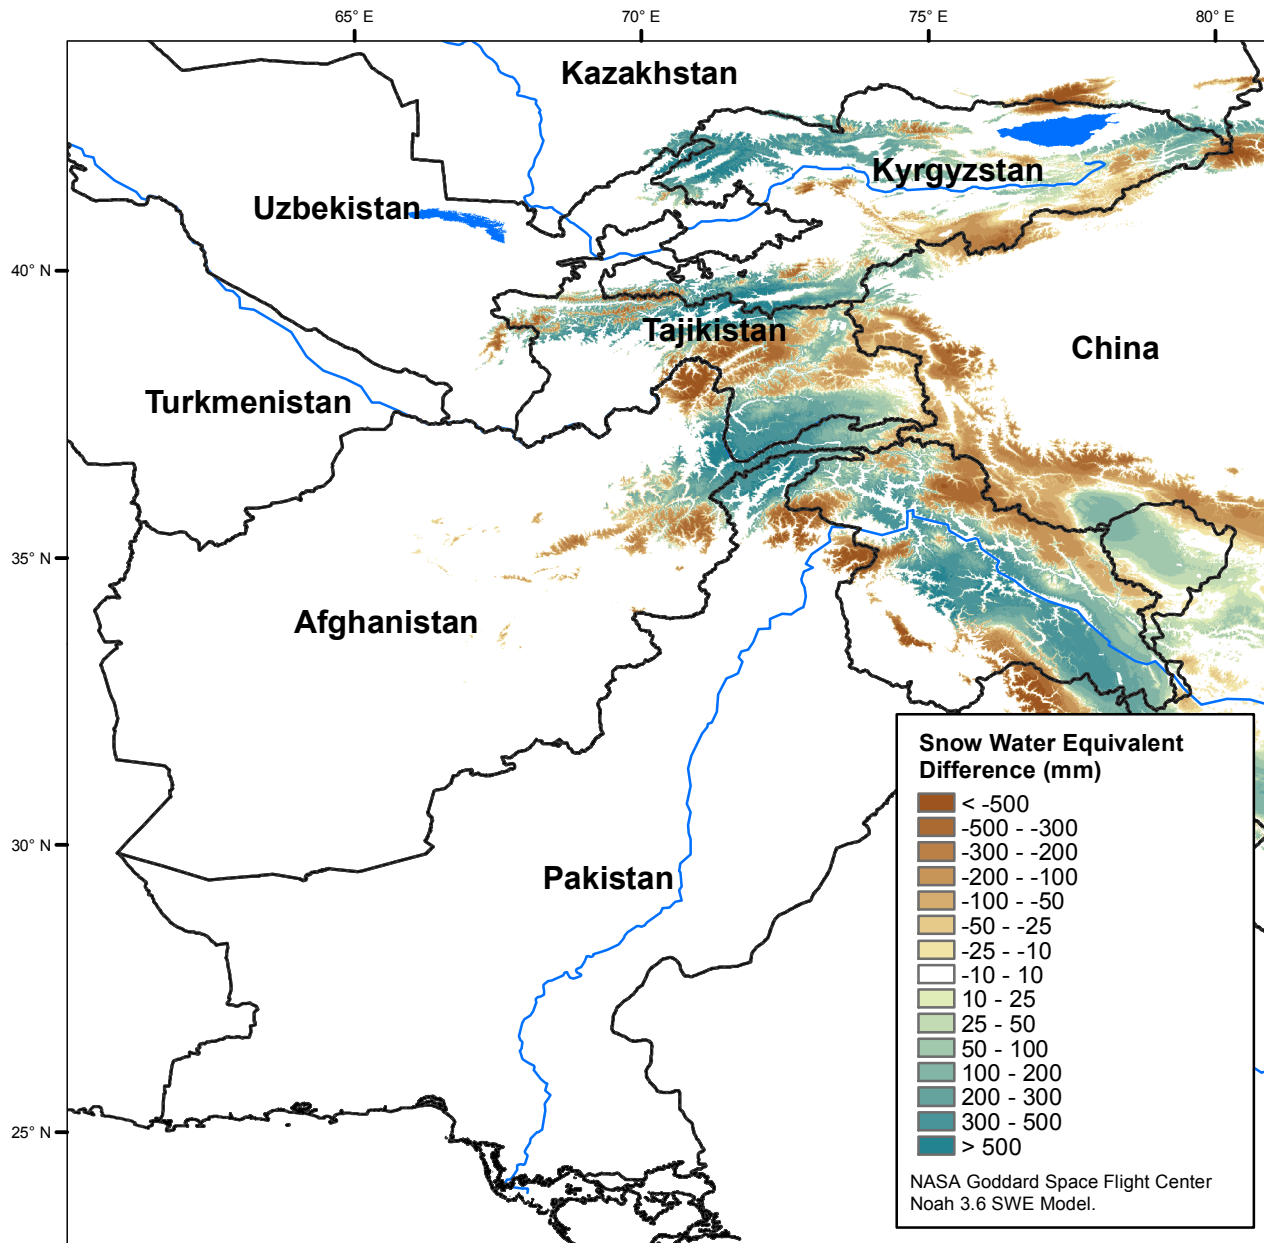 65° E 70° E 75° E 80° E
Kazakhstan
Kyrgyzstan
Uzbekistan
40° N
Tajikistan
China
Turkmenistan
35° N
Afghanistan
Snow Water Equivalent
Difference (mm)
< -500
-500 - -300
-300 - -200
-200 - -100
-100 - -50
-50 - -25
-25 - -10
-10 - 10
10 - 25
25 - 50
50 - 100
100 - 200
200 - 300
300 - 500
> 500
NASA Goddard Space Flight Center
Noah 3.6 SWE Model.
30° N
Pakistan
25° N